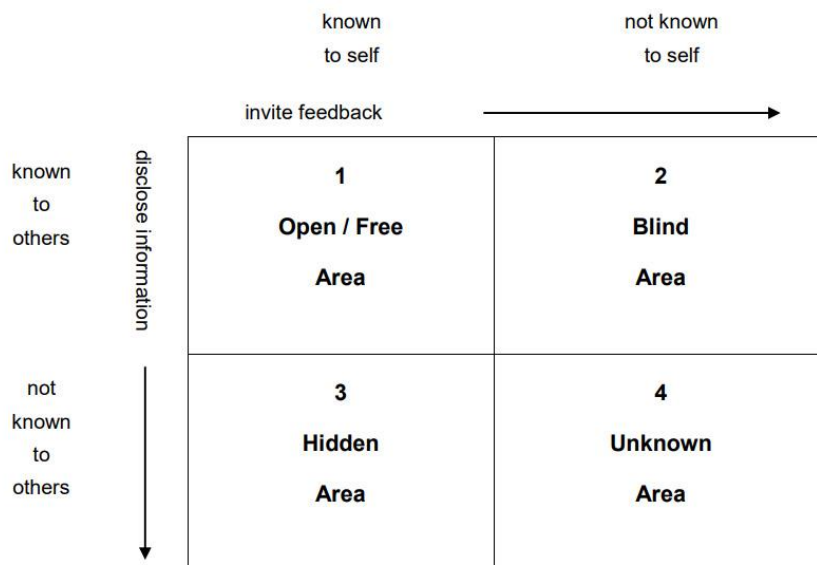 known
to self
not known
to self
invite feedback
known
to
others
disclose information
1
Open / Free
Area
2
Blind
Area
not
known
to
others
3
Hidden
Area
4
Unknown
Area